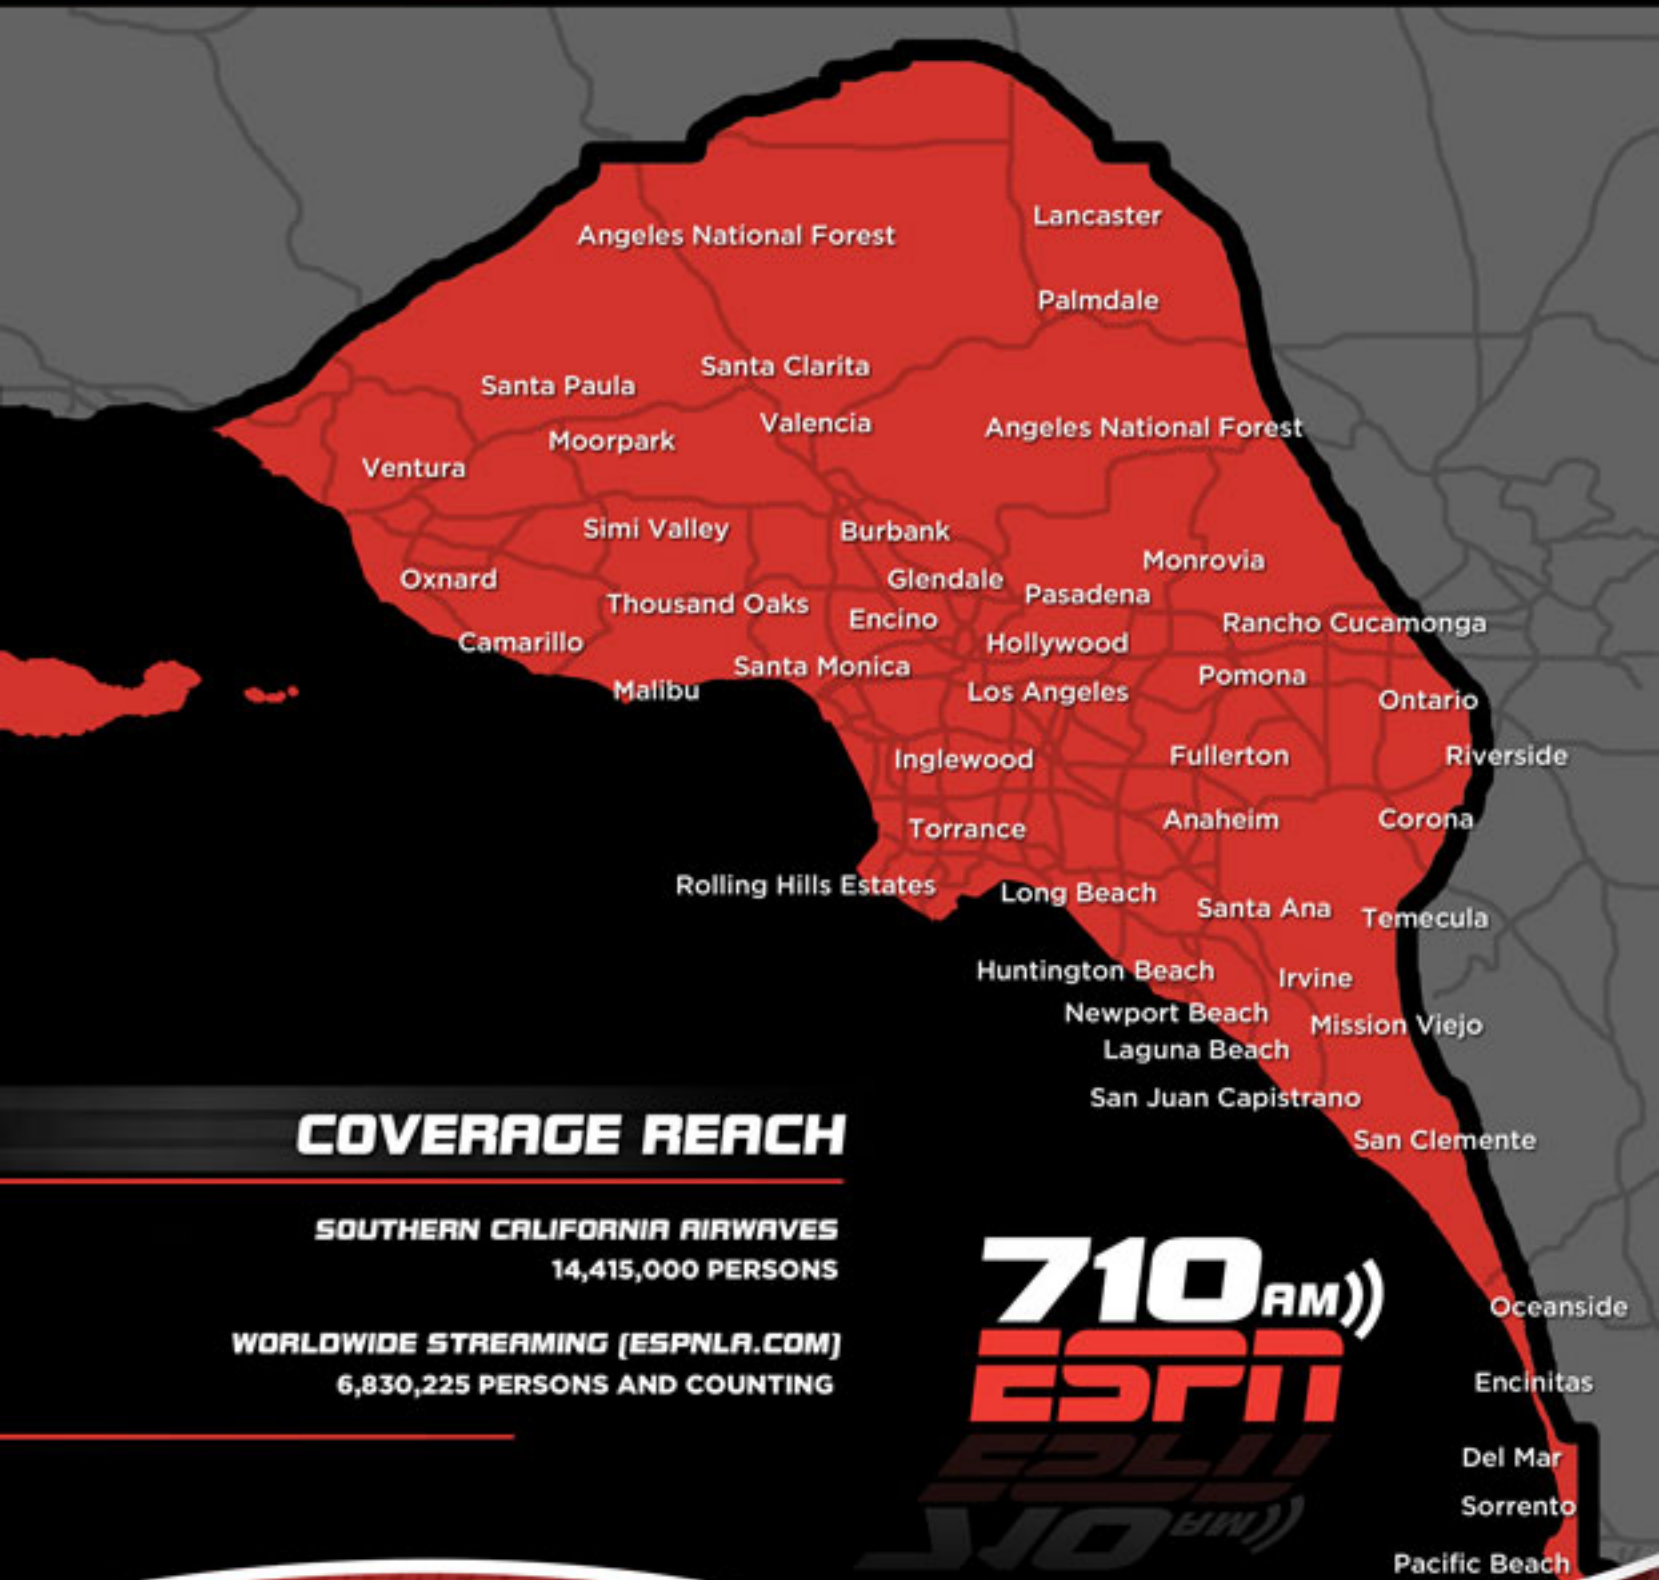 Lancaster
Angeles National Forest
Palmdale
Santa Clarita
Santa Paula
Valencia
Angeles National Forest
Moorpark
Ventura
Simi Valley
Burbank
Monrovia
Oxnard
Glendale
Pasadena
Thousand Oaks
Encino
Rancho Cucamonga
Camarillo
Hollywood
Santa Monica
Pomona
Malibu
Los Angeles
Ontario
Inglewood
Fullerton
Riverside
Torrance
Anaheim
Corona
Rolling Hills Estates
Long Beach
Santa Ana
Temecula
Huntington Beach
Irvine
Newport Beach
Mission Viejo
Laguna Beach
San Juan Capistrano
San Clemente
Oceanside
Encinitas
Del Mar
Sorrento
Pacific Beach
COVERAGE REACH
SOUTHERN CALIFORNIA AIRWAVES
14,415,000 PERSONS
WORLDWIDE STREAMING (ESPNLA.COM)
6,830,225 PERSONS AND COUNTING
710 AM
ESPN